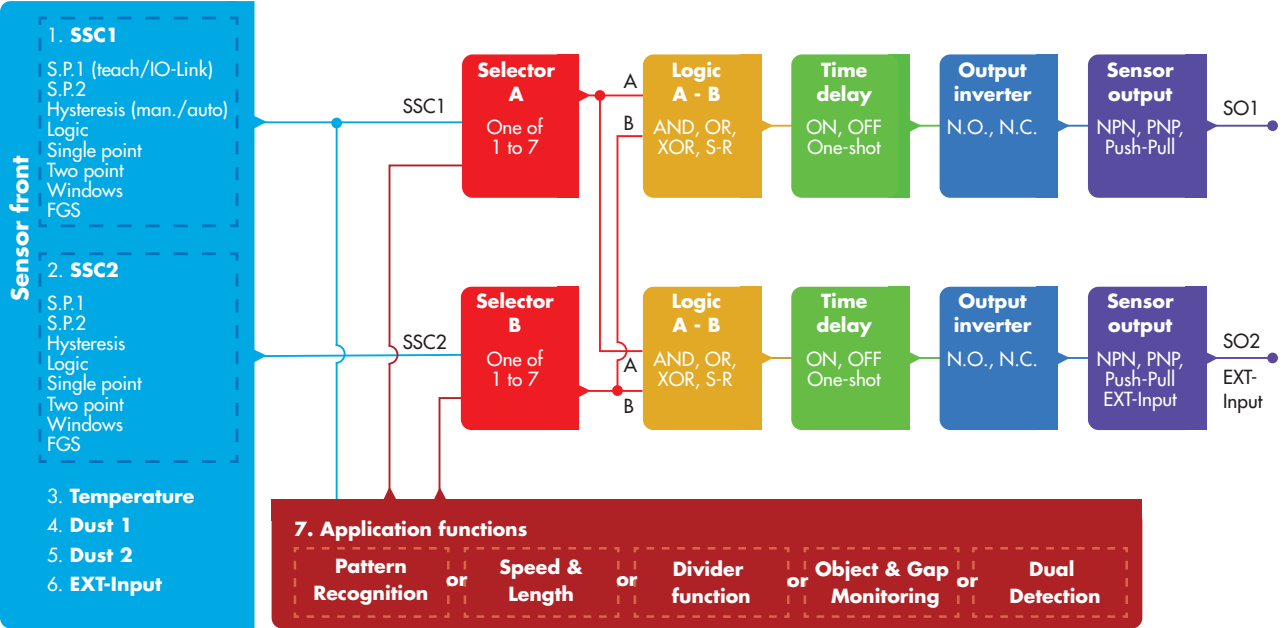 Sensor front
1. SSC1
S.P.1 (teach/IO-Link)
S.P.2
Hysteresis (man./auto)
Logic
Single point
Two point
Windows
FGS
2. SSC2
S.P.1
S.P.2
Hysteresis
Logic
Single point
Two point
Windows
FGS
3. Temperature
4. Dust 1
5. Dust 2
6. EXT-Input
SSC1
Selector
A
One of
1 to 7
A
B
Logic
A - B
AND, OR,
XOR, S-R
Time
delay
ON, OFF
One-shot
Output
inverter
N.O., N.C.
Sensor
output
NPN, PNP,
Push-Pull
SO1
SSC2
Selector
B
One of
1 to 7
A
B
Logic
A - B
AND, OR,
XOR, S-R
Time
delay
ON, OFF
One-shot
Output
inverter
N.O., N.C.
Sensor
output
NPN, PNP,
Push-Pull
EXT-Input
SO2
EXT-
Input
7. Application functions
Pattern
Recognition
or
Speed &
Length
or
Divider
function
or
Object & Gap
Monitoring
or
Dual
Detection